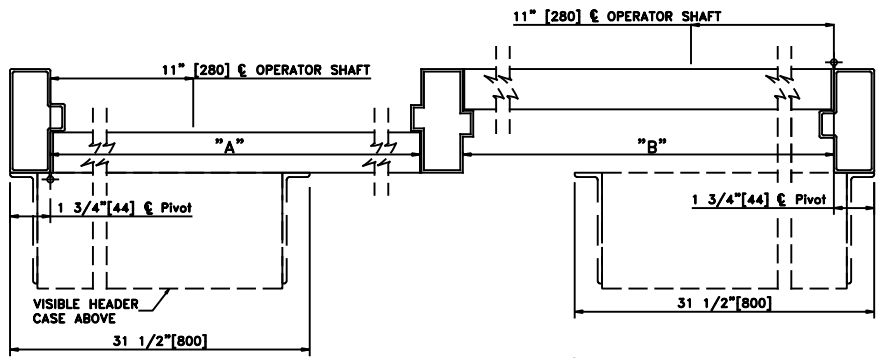 11" [280] ℄ OPERATOR SHAFT
11" [280] ℄ OPERATOR SHAFT
"A"
"B"
1 3/4"[44] ℄ Pivot
1 3/4"[44] ℄ Pivot
VISIBLE HEADER
CASE ABOVE
31 1/2"[800]
31 1/2"[800]